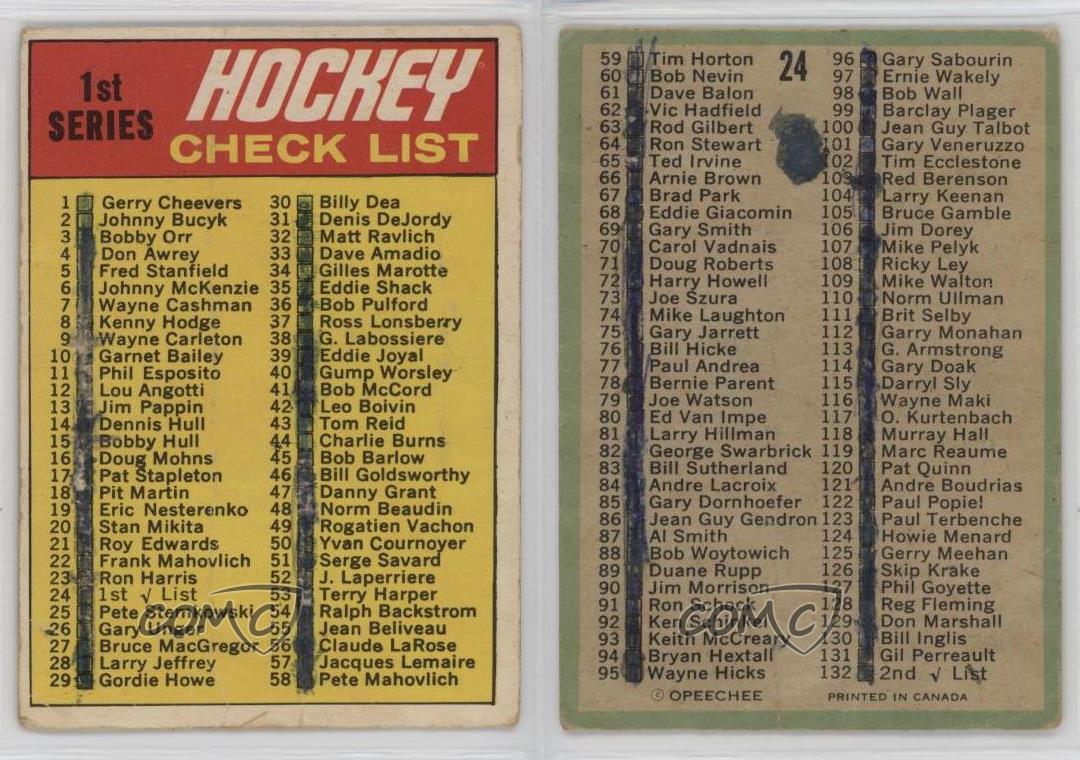 1st
SERIES
HOCKEY
CHECK LIST
1 Gerry Cheevers
2 Johnny Bucyk
3 Bobby Orr
4 Don Awrey
5 Fred Stanfield
6 Johnny McKenzie
7 Wayne Cashman
8 Kenny Hodge
9 Wayne Carleton
10 Garnet Bailey
11 Phil Esposito
12 Lou Angotti
13 Jim Pappin
14 Dennis Hull
15 Bobby Hull
16 Doug Mohns
17 Pat Stapleton
18 Pit Martin
19 Eric Nesterenko
20 Stan Mikita
21 Roy Edwards
22 Frank Mahovlich
23 Ron Harris
24 1st √ List
25 Pete Stemkowski
26 Gary Unger
27 Bruce MacGregor
28 Larry Jeffrey
29 Gordie Howe
30 Billy Dea
31 Denis DeJordy
32 Matt Ravlich
33 Dave Amadio
34 Gilles Marotte
35 Eddie Shack
36 Bob Pulford
37 Ross Lonsberry
38 G. Labossiere
39 Eddie Joyal
40 Gump Worsley
41 Bob McCord
42 Leo Boivin
43 Tom Reid
44 Charlie Burns
45 Bob Barlow
46 Bill Goldsworthy
47 Danny Grant
48 Norm Beaudin
49 Rogatien Vachon
50 Yvan Cournoyer
51 Serge Savard
52 J. Laperriere
53 Terry Harper
54 Ralph Backstrom
55 Jean Beliveau
56 Claude LaRose
57 Jacques Lemaire
58 Pete Mahovlich
COMC
24
59 Tim Horton
60 Bob Nevin
61 Dave Balon
62 Vic Hadfield
63 Rod Gilbert
64 Ron Stewart
65 Ted Irvine
66 Arnie Brown
67 Brad Park
68 Eddie Giacomin
69 Gary Smith
70 Carol Vadnais
71 Doug Roberts
72 Harry Howell
73 Joe Szura
74 Mike Laughton
75 Gary Jarrett
76 Bill Hicke
77 Paul Andrea
78 Bernie Parent
79 Joe Watson
80 Ed Van Impe
81 Larry Hillman
82 George Swarbrick
83 Bill Sutherland
84 Andre Lacroix
85 Gary Dornhoefer
86 Jean Guy Gendron
87 Al Smith
88 Bob Woytowich
89 Duane Rupp
90 Jim Morrison
91 Ron Schock
92 Ken Schinkel
93 Keith McCreary
94 Bryan Hextall
95 Wayne Hicks
96 Gary Sabourin
97 Ernie Wakely
98 Bob Wall
99 Barclay Plager
100 Jean Guy Talbot
101 Gary Veneruzzo
102 Tim Ecclestone
103 Red Berenson
104 Larry Keenan
105 Bruce Gamble
106 Jim Dorey
107 Mike Pelyk
108 Ricky Ley
109 Mike Walton
110 Norm Ullman
111 Brit Selby
112 Garry Monahan
113 G. Armstrong
114 Gary Doak
115 Darryl Sly
116 Wayne Maki
117 O. Kurtenbach
118 Murray Hall
119 Marc Reaume
120 Pat Quinn
121 Andre Boudrias
122 Paul Popiel
123 Paul Terbenche
124 Howie Menard
125 Gerry Meehan
126 Skip Krake
127 Phil Goyette
128 Reg Fleming
129 Don Marshall
130 Bill Inglis
131 Gil Perreault
132 2nd √ List
COMC
© OPEECHEE
PRINTED IN CANADA